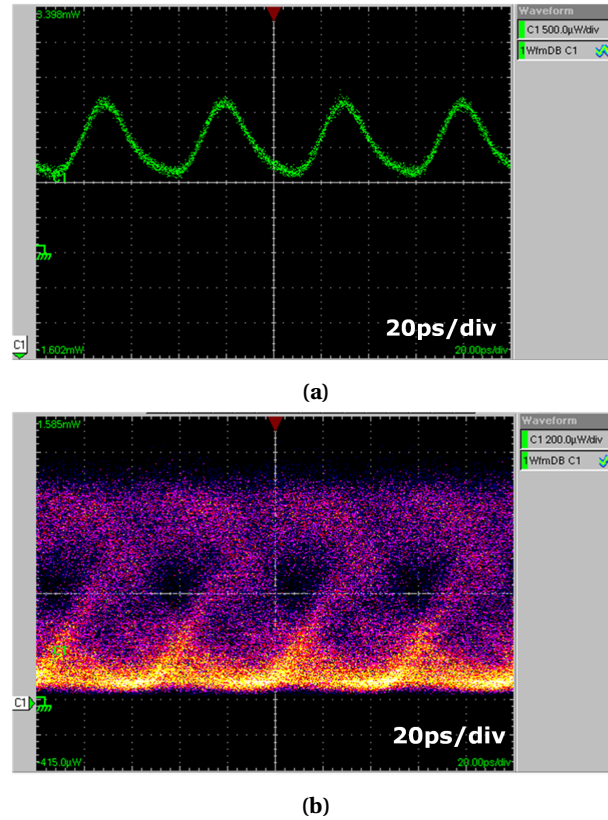 3.398mW
Waveform
C1 500.0µW/div
1 WfmDB C1
C1
20ps/div
C1
-1.602mW
20.00ps/div
(a)
1.585mW
Waveform
C1 200.0µW/div
1 WfmDB C1
C1
C1
20ps/div
-415.0µW
20.00ps/div
(b)